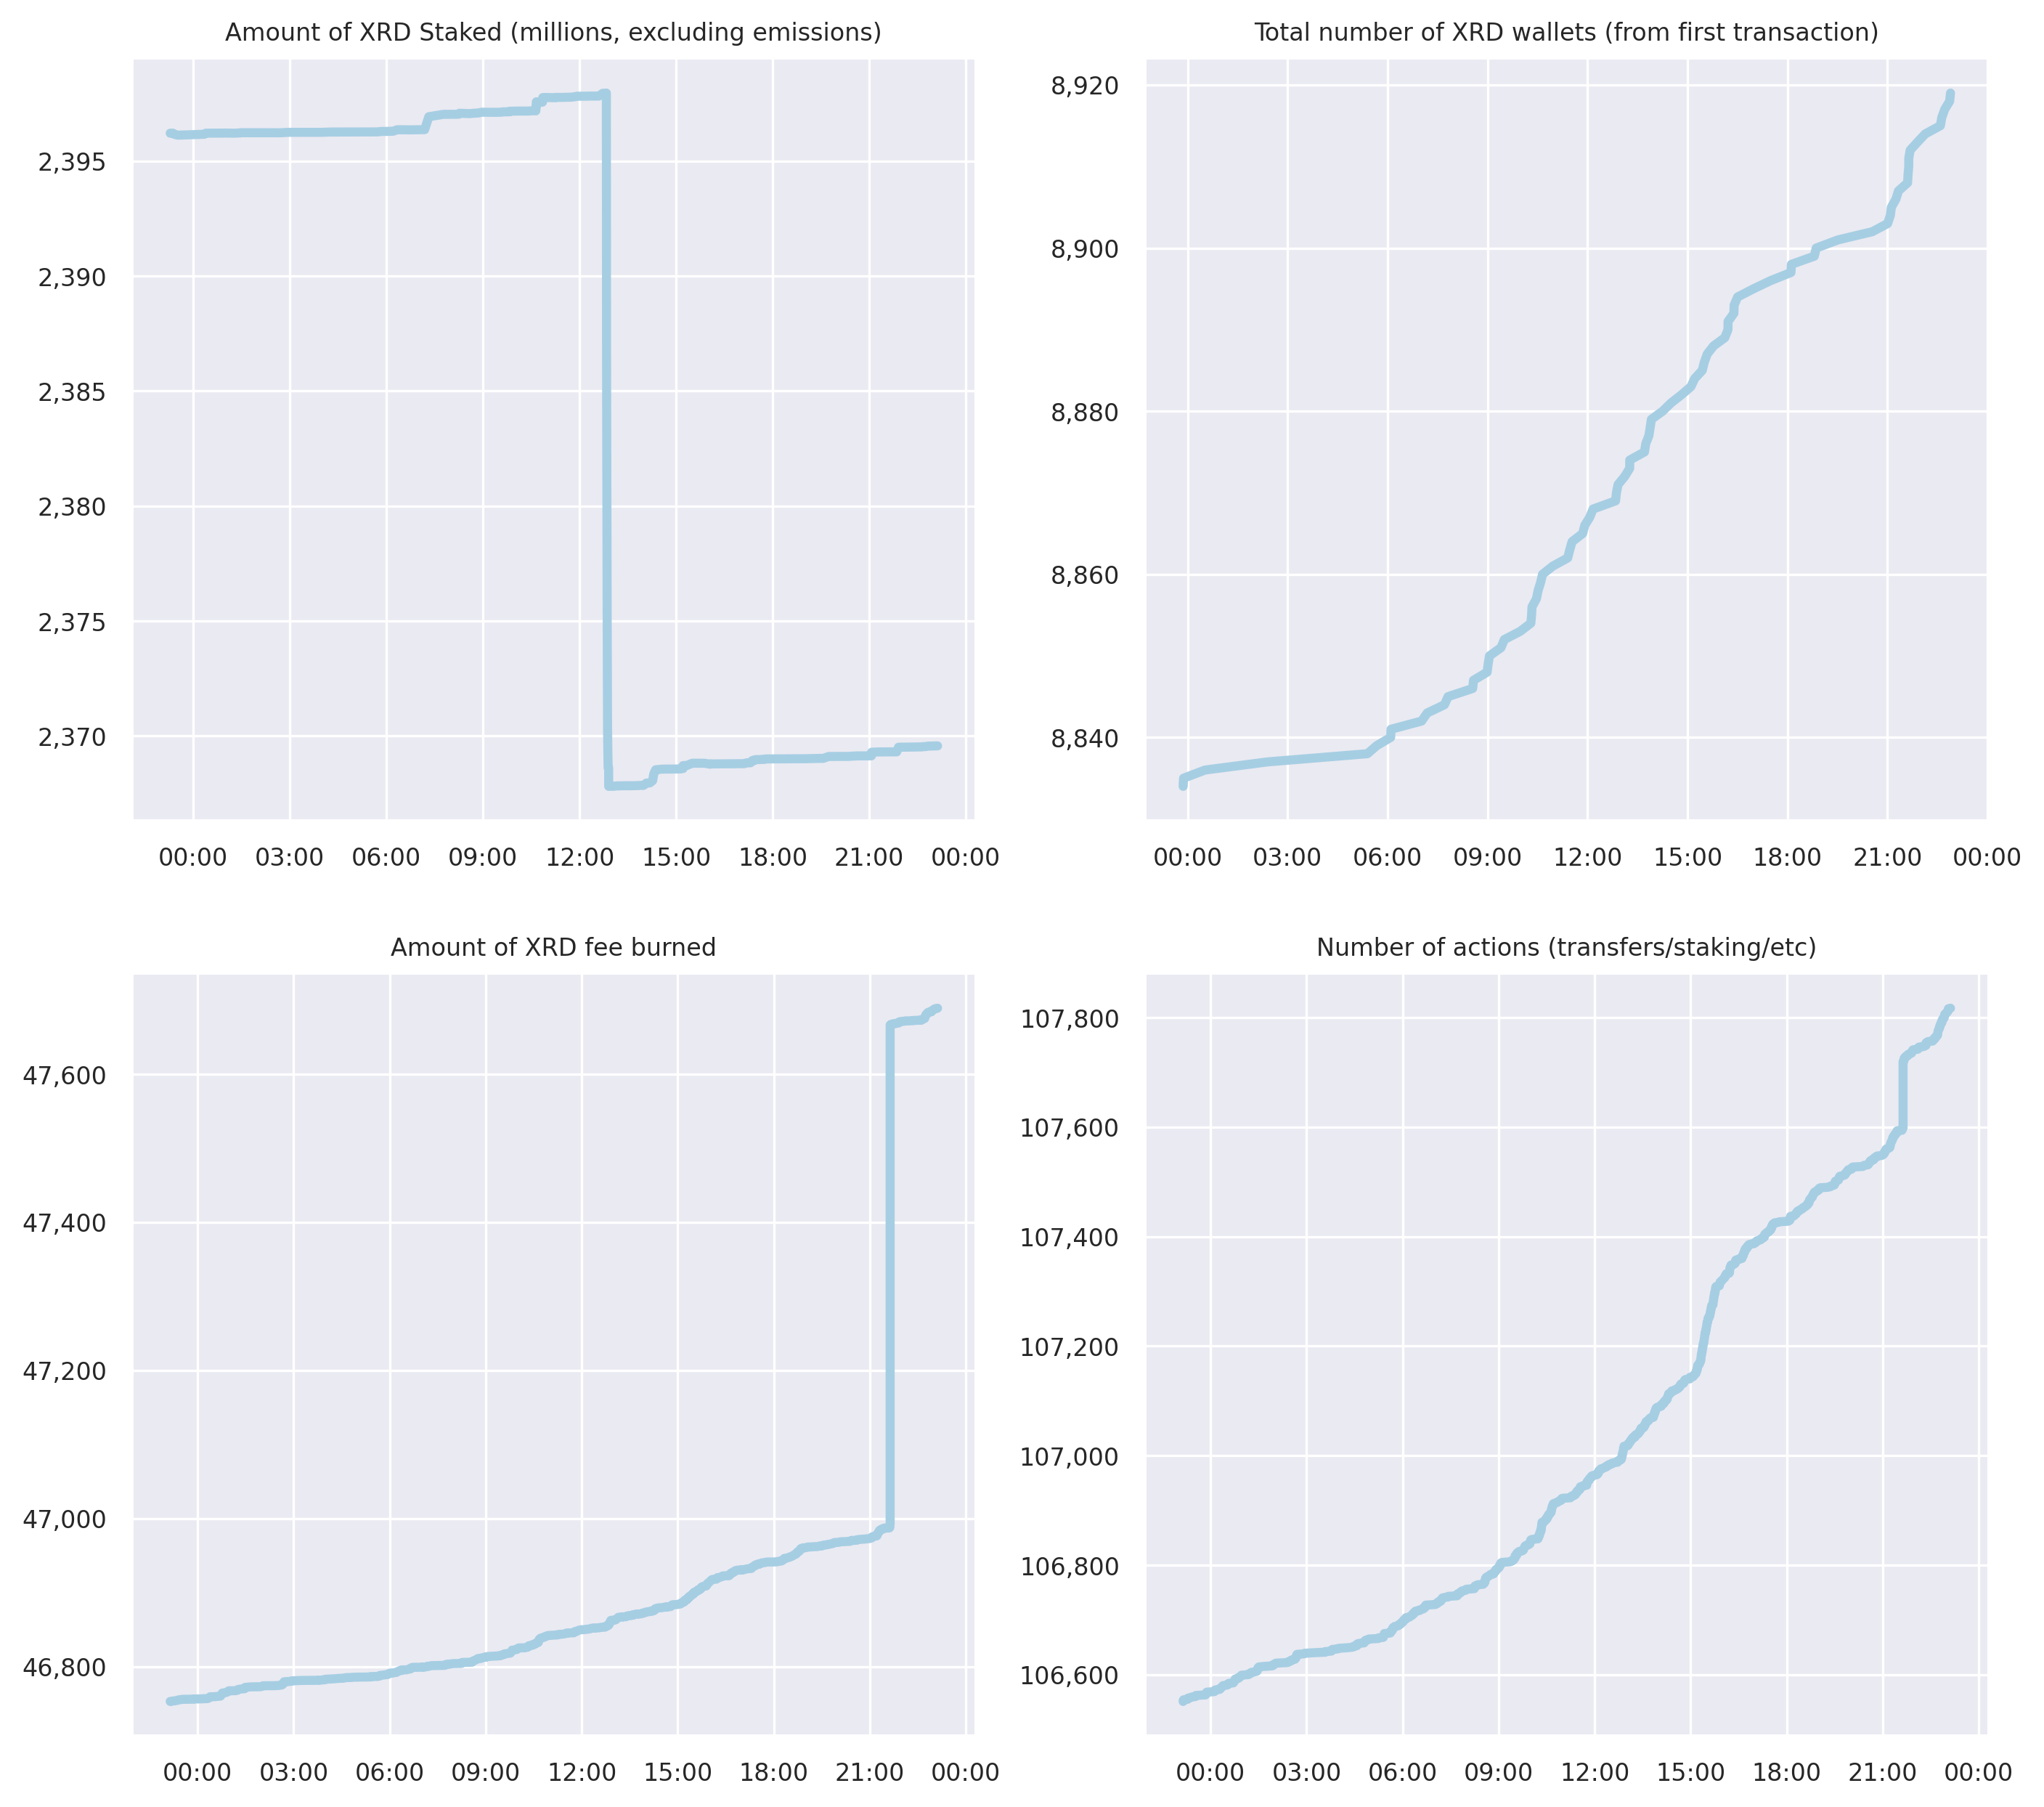 Amount of XRD Staked (millions, excluding emissions)
2,395
2,390
2,385
2,380
2,375
2,370
00:00 03:00 06:00 09:00 12:00 15:00 18:00 21:00 00:00
Total number of XRD wallets (from first transaction)
8,920
8,900
8,880
8,860
8,840
00:00 03:00 06:00 09:00 12:00 15:00 18:00 21:00 00:00
Amount of XRD fee burned
47,600
47,400
47,200
47,000
46,800
00:00 03:00 06:00 09:00 12:00 15:00 18:00 21:00 00:00
Number of actions (transfers/staking/etc)
107,800
107,600
107,400
107,200
107,000
106,800
106,600
00:00 03:00 06:00 09:00 12:00 15:00 18:00 21:00 00:00